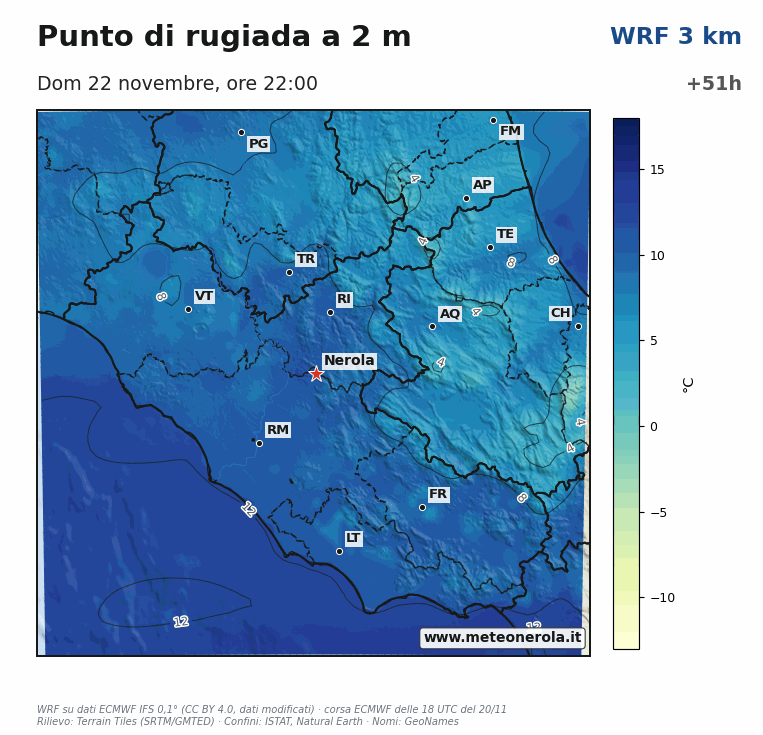 Punto di rugiada a 2 m
WRF 3 km
Dom 22 novembre, ore 22:00
+51h
PG
FM
4
AP
TE
4
8
8
TR
8
VT
RI
AQ
4
CH
Nerola
4
4
RM
4
8
FR
12
LT
12
12
www.meteonerola.it
15
10
5
0
−5
−10
°C
WRF su dati ECMWF IFS 0,1° (CC BY 4.0, dati modificati) · corsa ECMWF delle 18 UTC del 20/11
Rilievo: Terrain Tiles (SRTM/GMTED) · Confini: ISTAT, Natural Earth · Nomi: GeoNames